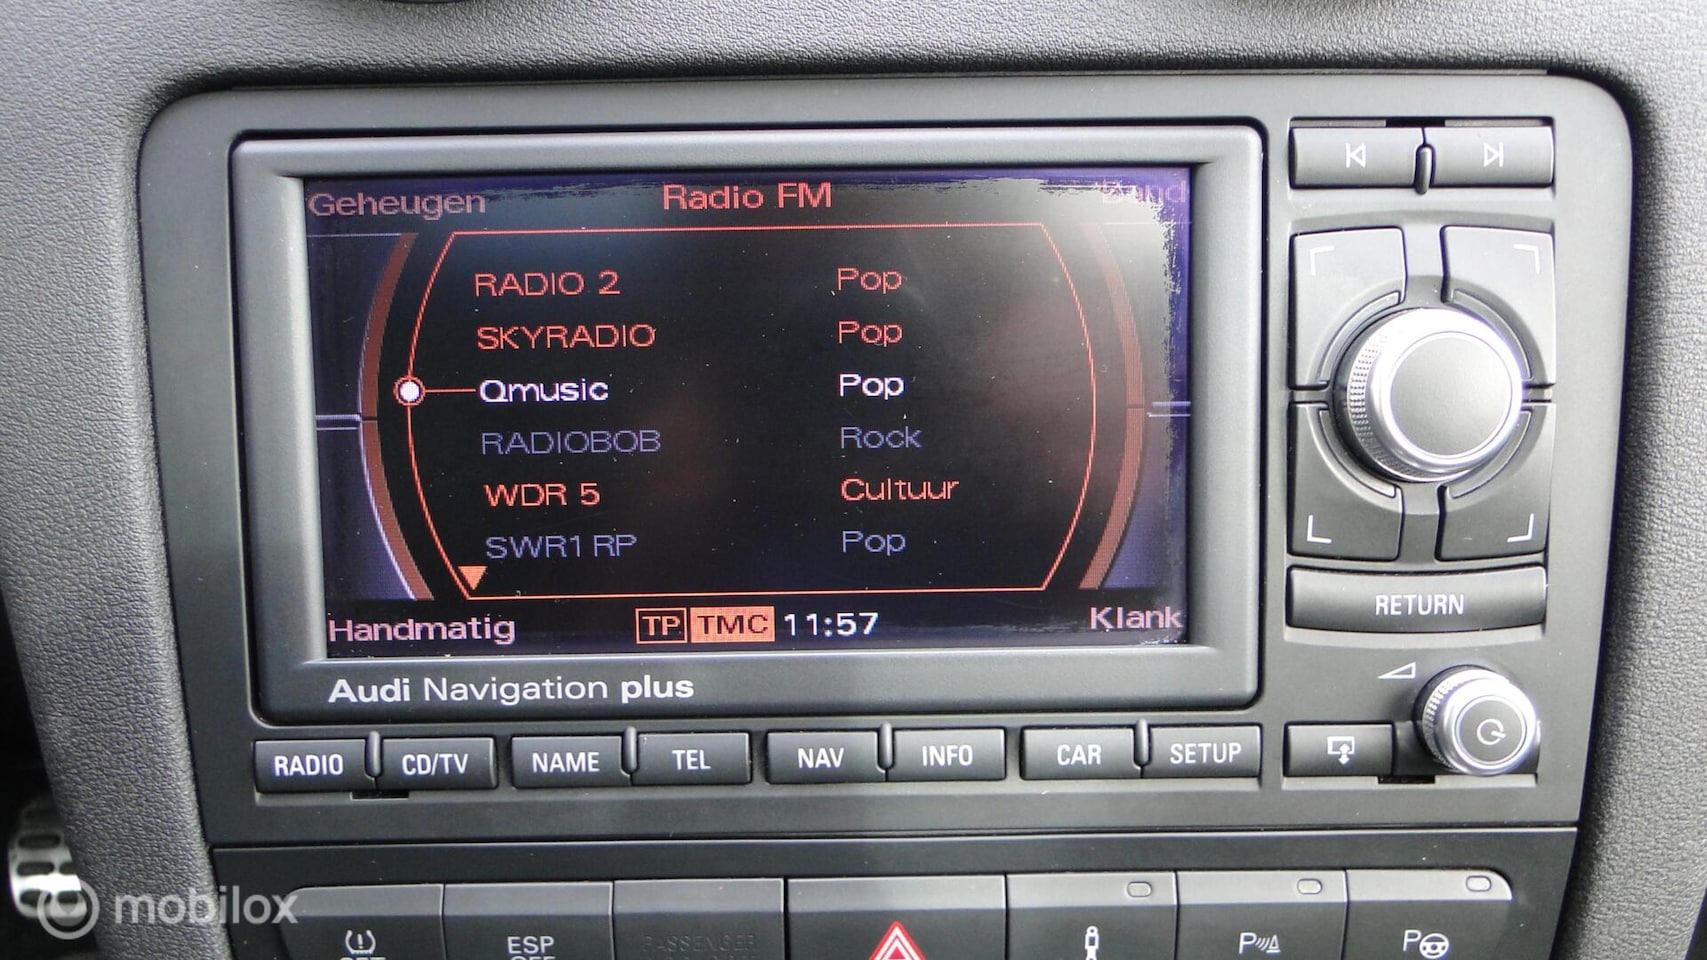 Geheugen Radio FM Band
RADIO 2 Pop
SKYRADIO Pop
Qmusic Pop
RADIOBOB Rock
WDR 5 Cultuur
SWR1 RP Pop
Handmatig TP TMC 11:57 Klank
RETURN
Audi Navigation plus
RADIO CD/TV NAME TEL NAV INFO CAR SETUP
mobilox
ESP PASSENGER P P